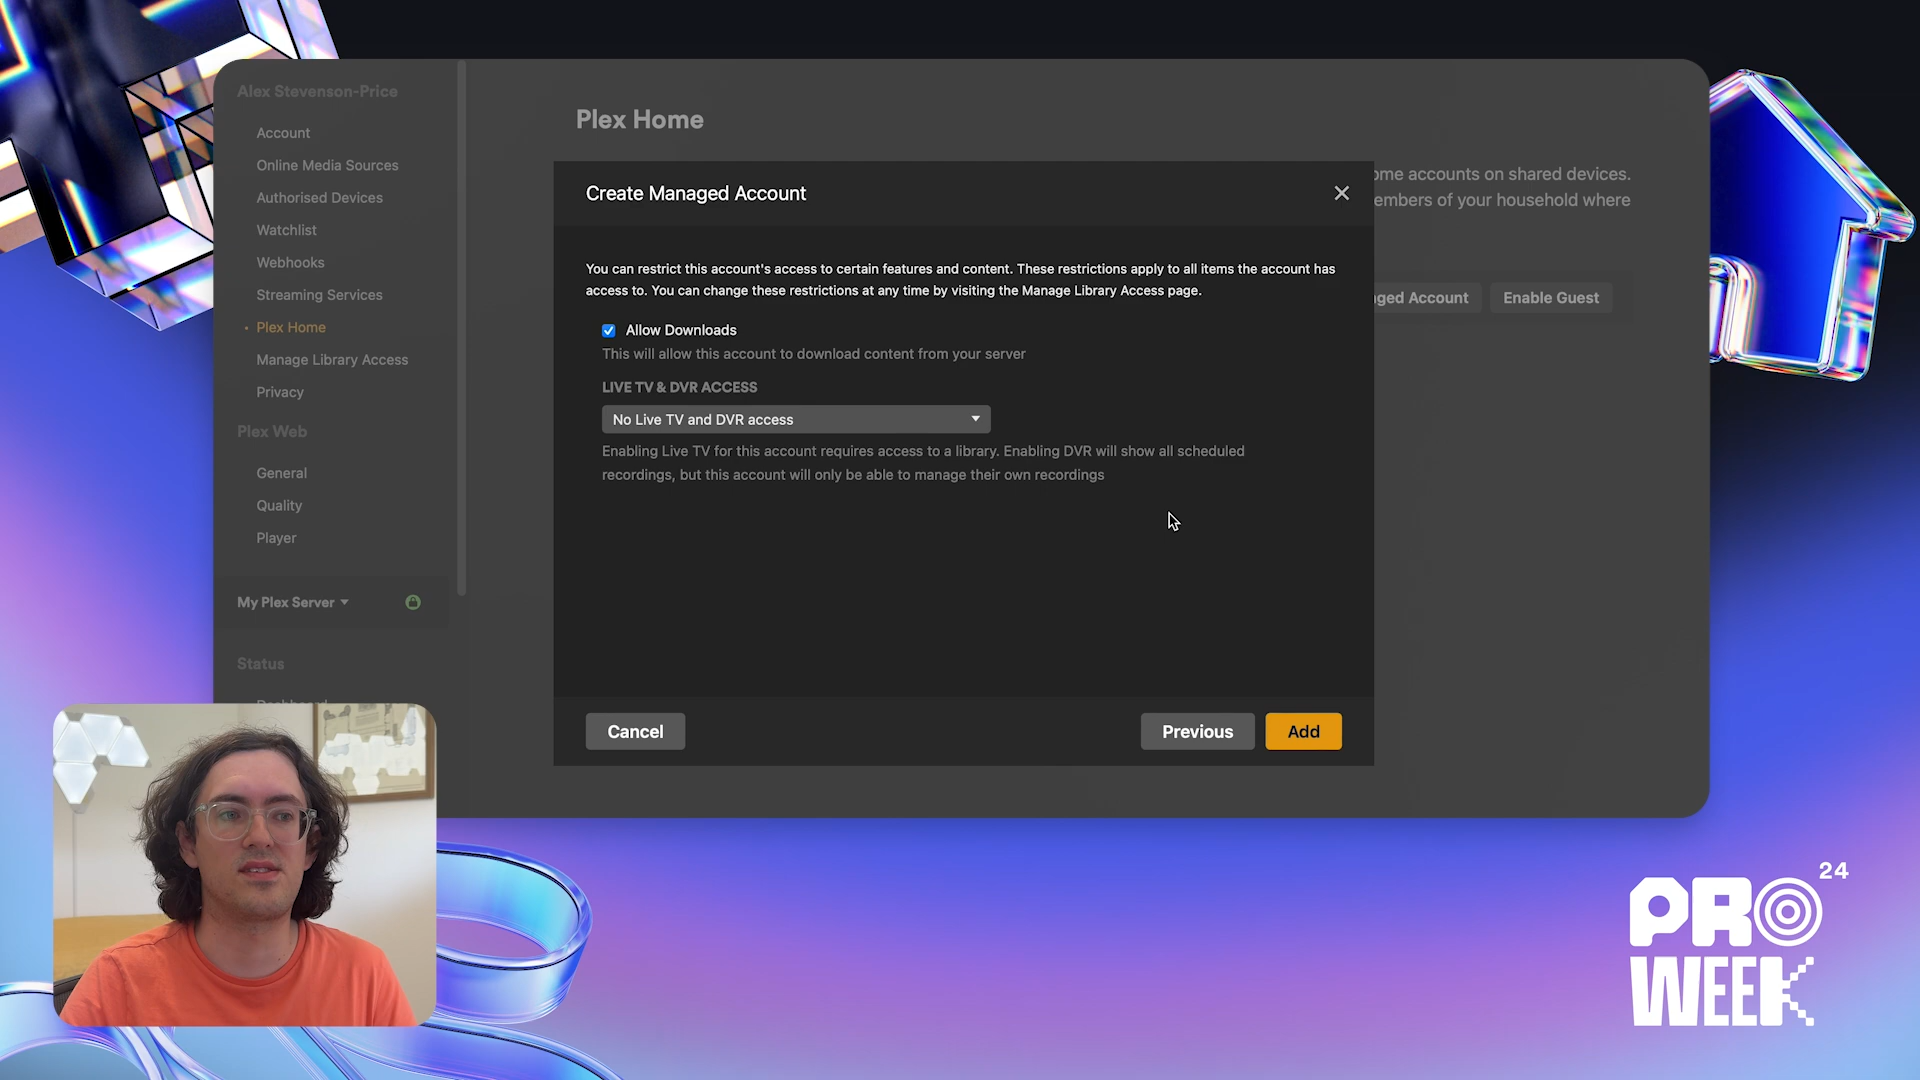 Alex Stevenson-Price
Account
Online Media Sources
Authorised Devices
Watchlist
Webhooks
Streaming Services
Plex Home
Manage Library Access
Privacy
Plex Web
General
Quality
Player
My Plex Server
Status
Dashboard
Plex Home
ome accounts on shared devices.
embers of your household where
ged Account
Enable Guest
Create Managed Account
You can restrict this account's access to certain features and content. These restrictions apply to all items the account has
access to. You can change these restrictions at any time by visiting the Manage Library Access page.
Allow Downloads
This will allow this account to download content from your server
LIVE TV & DVR ACCESS
No Live TV and DVR access
Enabling Live TV for this account requires access to a library. Enabling DVR will show all scheduled
recordings, but this account will only be able to manage their own recordings
Cancel
Previous
Add
PRO 24
WEEK